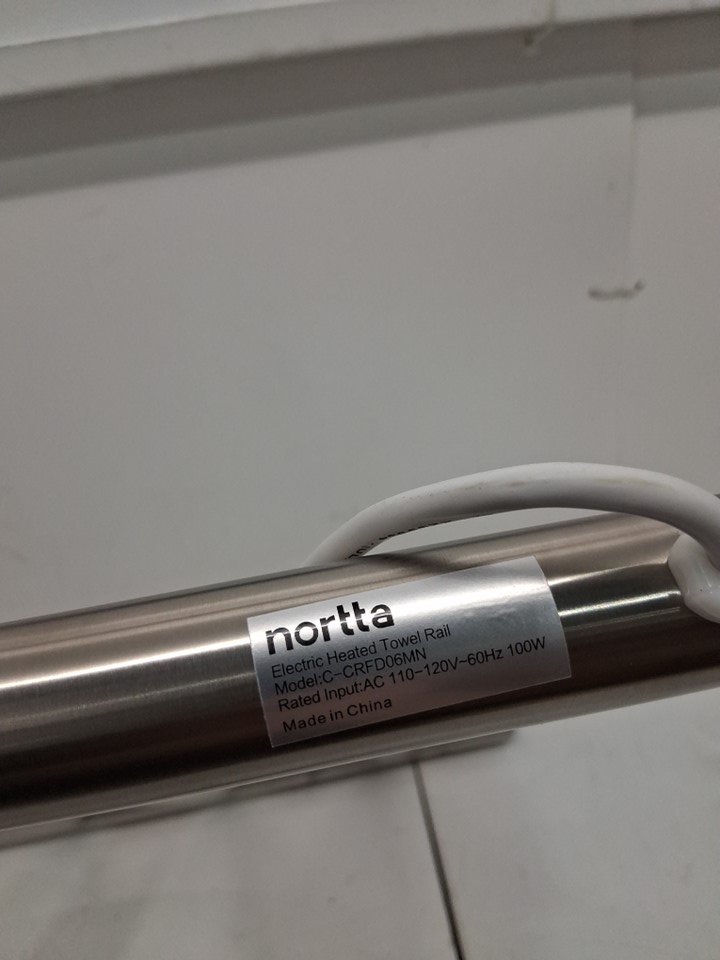 nortta
Electric Heated Towel Rail
Model:C-CRFD06MN
Rated Input:AC 110-120V~60Hz 100W
Made in China